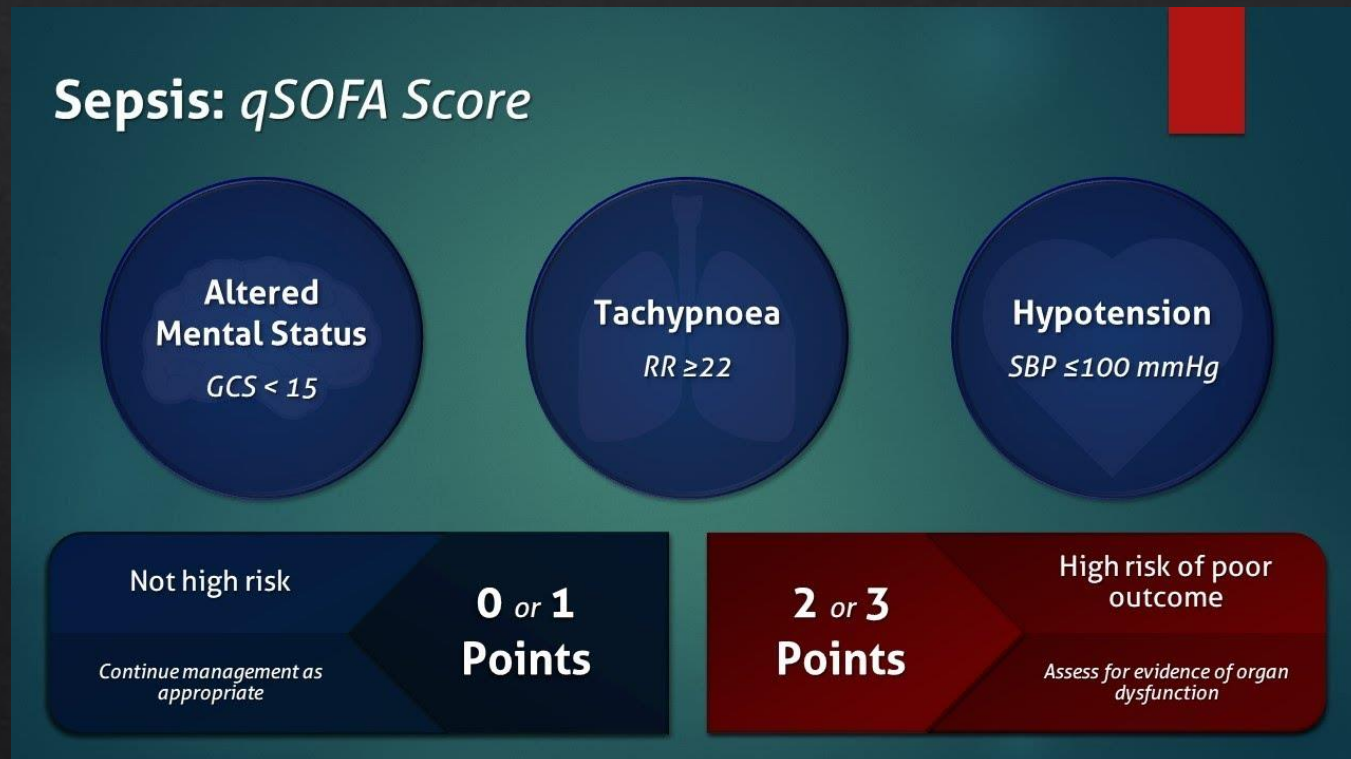 Sepsis: qSOFA Score
Altered
Mental Status
GCS < 15
Tachypnoea
RR ≥22
Hypotension
SBP ≤100 mmHg
Not high risk
Continue management as
appropriate
0 or 1
Points
2 or 3
Points
High risk of poor
outcome
Assess for evidence of organ
dysfunction